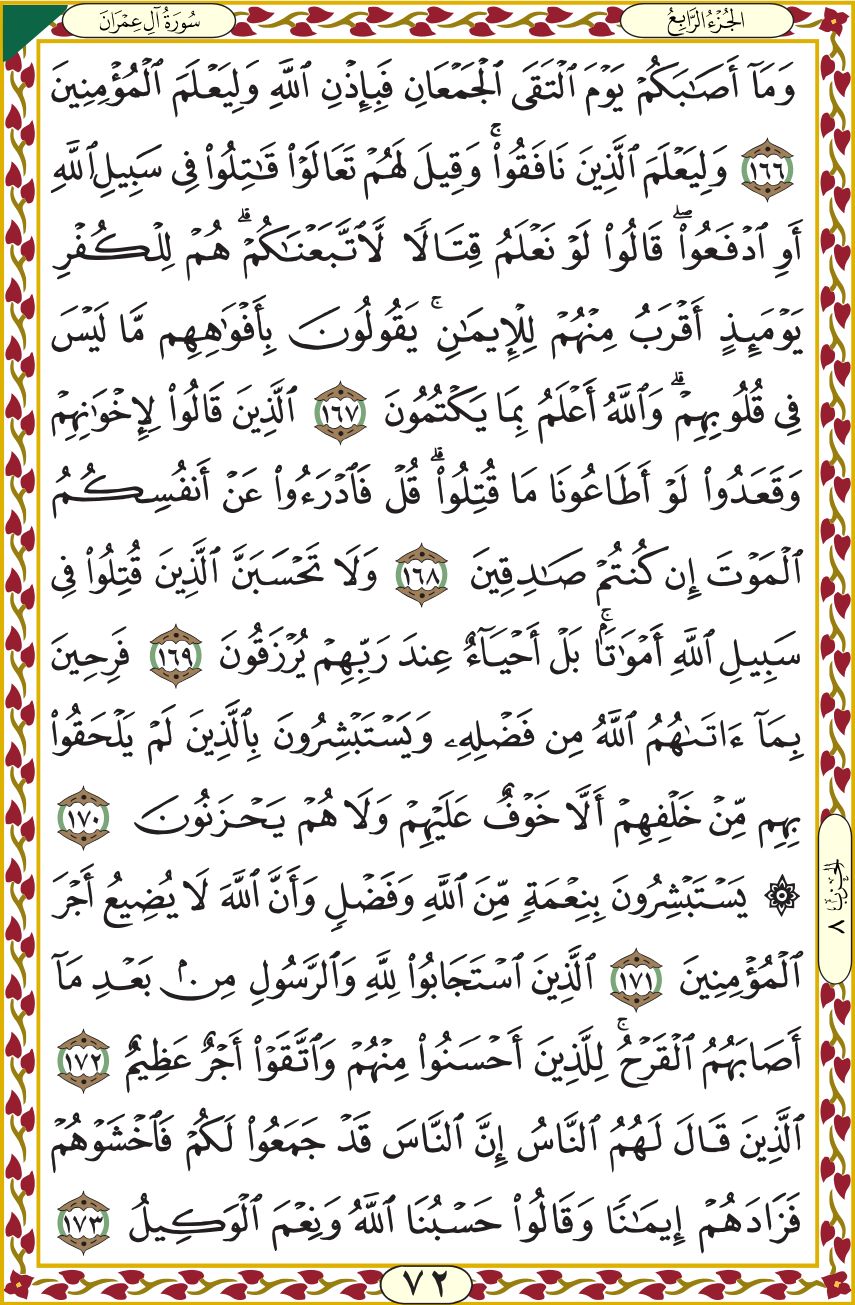 سُورَةُ آلِ عِمْرَانَ
الجُزْءُ الرَّابِعُ
وَمَآ أَصَٰبَكُمْ يَوْمَ ٱلْتَقَى ٱلْجَمْعَانِ فَبِإِذْنِ ٱللَّهِ وَلِيَعْلَمَ ٱلْمُؤْمِنِينَ
١٦٦ وَلِيَعْلَمَ ٱلَّذِينَ نَافَقُوا۟ ۚ وَقِيلَ لَهُمْ تَعَالَوْا۟ قَٰتِلُوا۟ فِى سَبِيلِ ٱللَّهِ
أَوِ ٱدْفَعُوا۟ ۖ قَالُوا۟ لَوْ نَعْلَمُ قِتَالًا لَّٱتَّبَعْنَٰكُمْ ۗ هُمْ لِلْكُفْرِ
يَوْمَئِذٍ أَقْرَبُ مِنْهُمْ لِلْإِيمَٰنِ ۚ يَقُولُونَ بِأَفْوَٰهِهِم مَّا لَيْسَ
فِى قُلُوبِهِمْ ۗ وَٱللَّهُ أَعْلَمُ بِمَا يَكْتُمُونَ ١٦٧ ٱلَّذِينَ قَالُوا۟ لِإِخْوَٰنِهِمْ
وَقَعَدُوا۟ لَوْ أَطَاعُونَا مَا قُتِلُوا۟ ۗ قُلْ فَٱدْرَءُوا۟ عَنْ أَنفُسِكُمُ
ٱلْمَوْتَ إِن كُنتُمْ صَٰدِقِينَ ١٦٨ وَلَا تَحْسَبَنَّ ٱلَّذِينَ قُتِلُوا۟ فِى
سَبِيلِ ٱللَّهِ أَمْوَٰتًۢا ۚ بَلْ أَحْيَآءٌ عِندَ رَبِّهِمْ يُرْزَقُونَ ١٦٩ فَرِحِينَ
بِمَآ ءَاتَىٰهُمُ ٱللَّهُ مِن فَضْلِهِۦ وَيَسْتَبْشِرُونَ بِٱلَّذِينَ لَمْ يَلْحَقُوا۟
بِهِم مِّنْ خَلْفِهِمْ أَلَّا خَوْفٌ عَلَيْهِمْ وَلَا هُمْ يَحْزَنُونَ ١٧٠
۞ يَسْتَبْشِرُونَ بِنِعْمَةٍ مِّنَ ٱللَّهِ وَفَضْلٍ وَأَنَّ ٱللَّهَ لَا يُضِيعُ أَجْرَ
ٱلْمُؤْمِنِينَ ١٧١ ٱلَّذِينَ ٱسْتَجَابُوا۟ لِلَّهِ وَٱلرَّسُولِ مِنۢ بَعْدِ مَآ
أَصَابَهُمُ ٱلْقَرْحُ ۚ لِلَّذِينَ أَحْسَنُوا۟ مِنْهُمْ وَٱتَّقَوْا۟ أَجْرٌ عَظِيمٌ ١٧٢
ٱلَّذِينَ قَالَ لَهُمُ ٱلنَّاسُ إِنَّ ٱلنَّاسَ قَدْ جَمَعُوا۟ لَكُمْ فَٱخْشَوْهُمْ
فَزَادَهُمْ إِيمَٰنًا وَقَالُوا۟ حَسْبُنَا ٱللَّهُ وَنِعْمَ ٱلْوَكِيلُ ١٧٣
الحزب ٨
٧٢